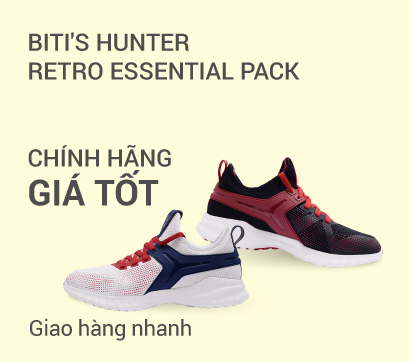 BITI'S HUNTER
RETRO ESSENTIAL PACK
CHÍNH HÃNG
GIÁ TỐT
Giao hàng nhanh